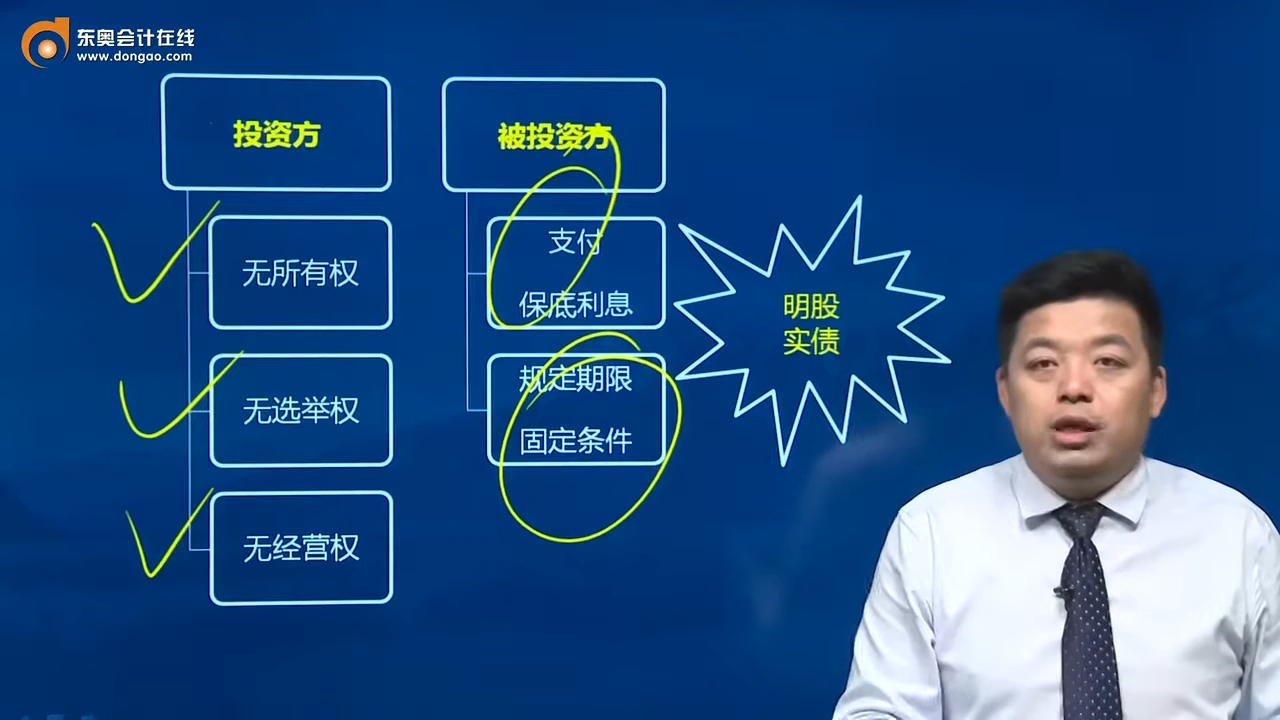 东奥会计在线
www.dongao.com
投资方
无所有权
无选举权
无经营权
被投资方
支付
保底利息
规定期限
固定条件
明股
实债